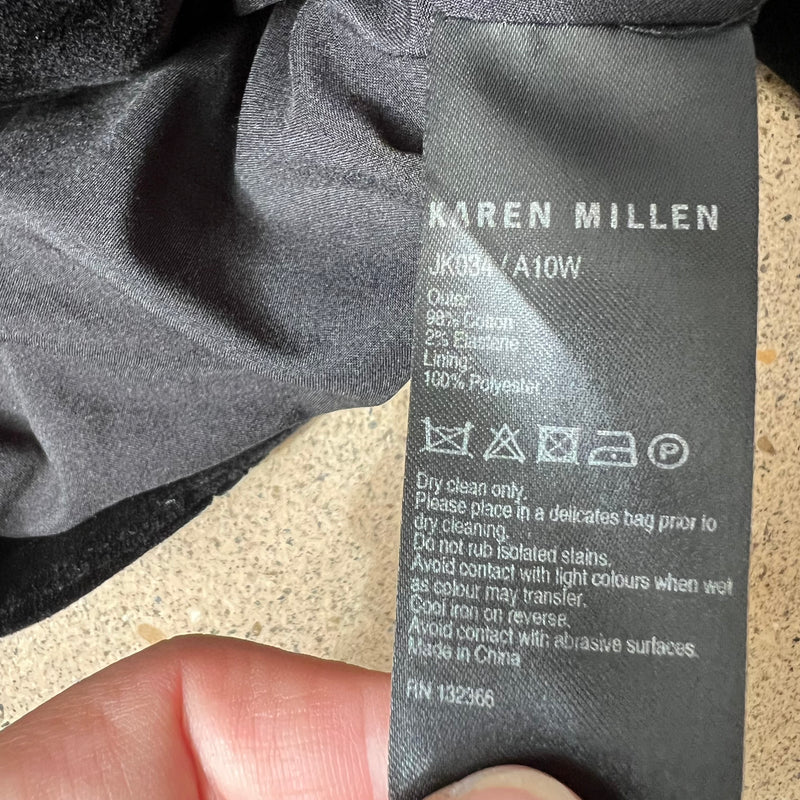 KAREN MILLEN
JK034 / A10W
Outer
98% Cotton
2% Elastane
Lining
100% Polyester
P
Dry clean only.
Please place in a delicates bag prior to
dry cleaning.
Do not rub isolated stains.
Avoid contact with light colours when wet
as colour may transfer.
Cool iron on reverse.
Avoid contact with abrasive surfaces.
Made in China
RN 132366